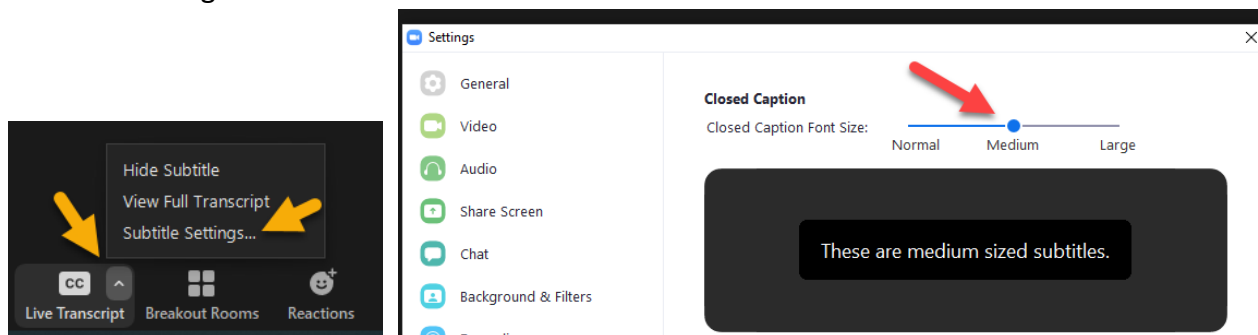 Hide Subtitle
View Full Transcript
Subtitle Settings...
CC
Live Transcript
Breakout Rooms
Reactions
Settings
General
Video
Audio
Share Screen
Chat
Background & Filters
Closed Caption
Closed Caption Font Size:
Normal Medium Large
These are medium sized subtitles.